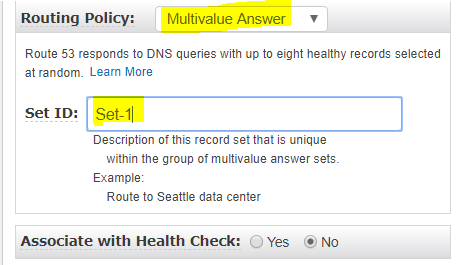 Routing Policy: Multivalue Answer
Route 53 responds to DNS queries with up to eight healthy records selected
at random. Learn More
Set ID: Set-1
Description of this record set that is unique
within the group of multivalue answer sets.
Example:
Route to Seattle data center
Associate with Health Check: Yes No